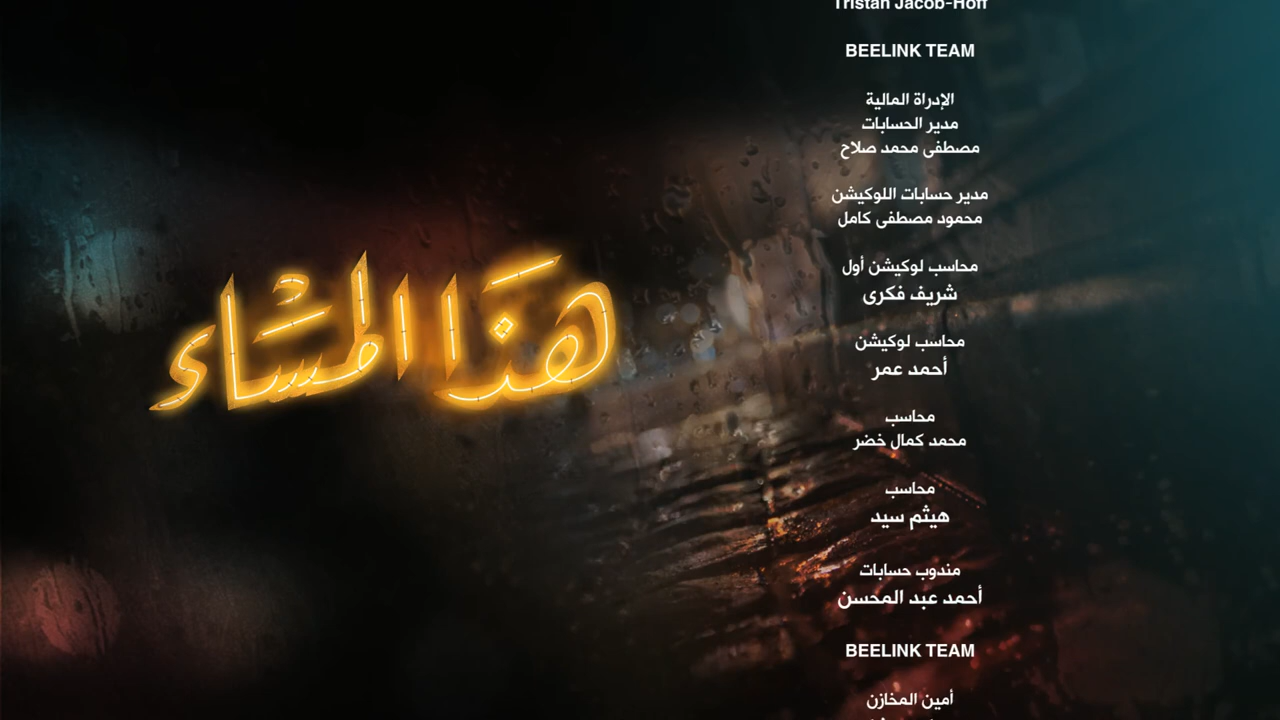 هَذَا المسَاء
Tristan Jacob-Hoff
BEELINK TEAM
الإدراة المالية
مدير الحسابات
مصطفى محمد صلاح
مدير حسابات اللوكيشن
محمود مصطفى كامل
محاسب لوكيشن أول
شريف فكرى
محاسب لوكيشن
أحمد عمر
محاسب
محمد كمال خضر
محاسب
هيثم سيد
مندوب حسابات
أحمد عبد المحسن
BEELINK TEAM
أمين المخازن